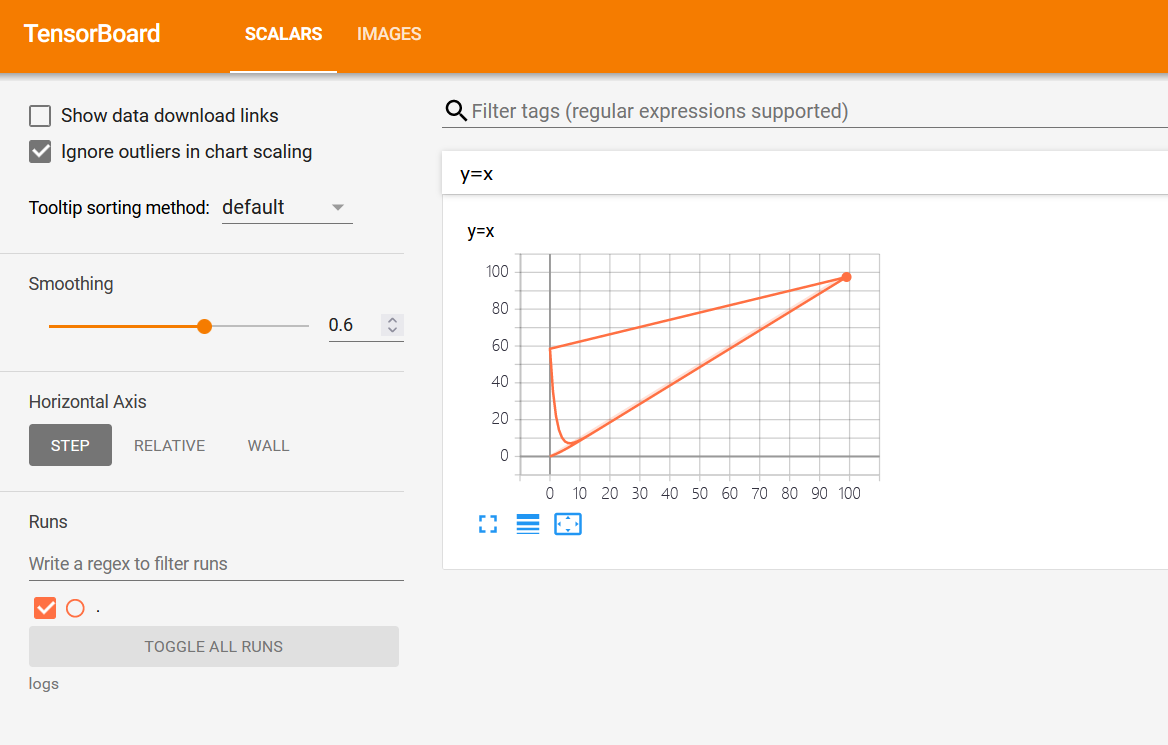 TensorBoard SCALARS IMAGES
Show data download links
Ignore outliers in chart scaling
Tooltip sorting method: default
Smoothing
0.6
Horizontal Axis
STEP RELATIVE WALL
Runs
Write a regex to filter runs
.
TOGGLE ALL RUNS
logs
Filter tags (regular expressions supported)
y=x
y=x
100
80
60
40
20
0
0 10 20 30 40 50 60 70 80 90 100